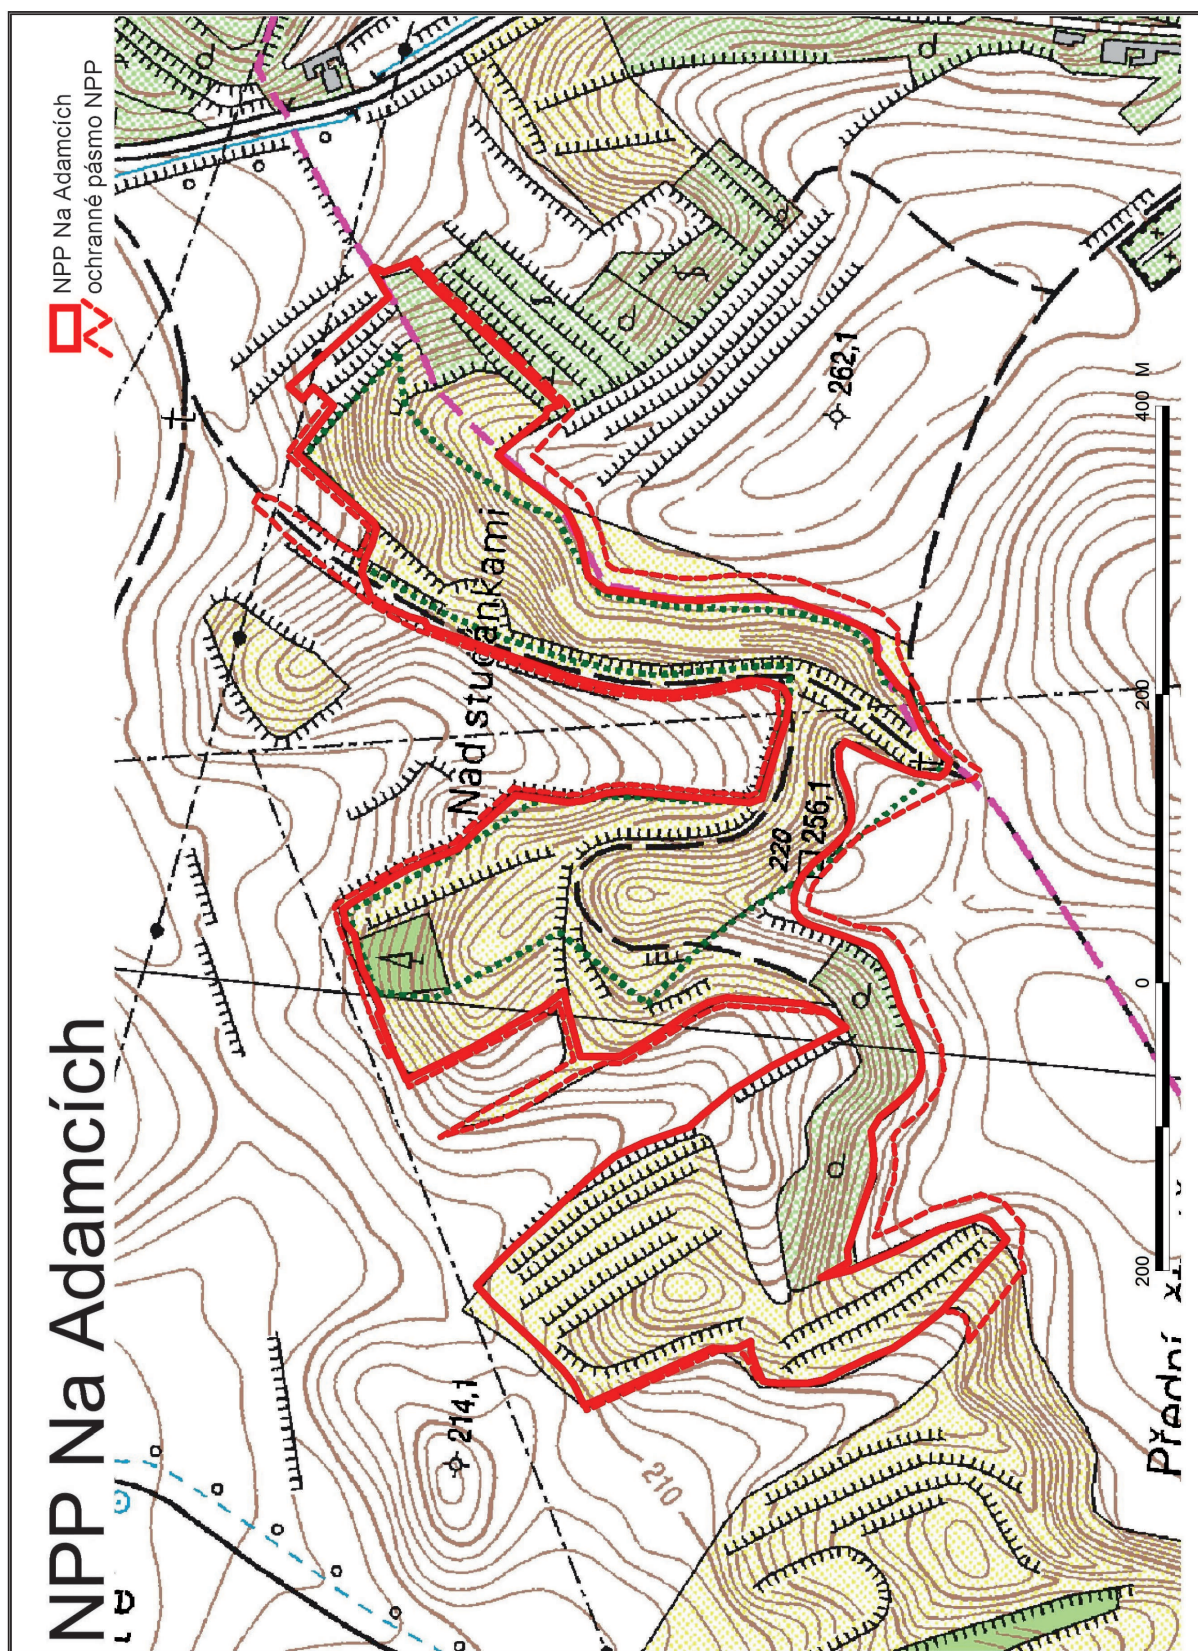 NPP Na Adamcích
NPP Na Adamcích
ochranné pásmo NPP
Nad studánkami
262,1
220
256,1
214,1
210
200
0
200
400 M
Přední